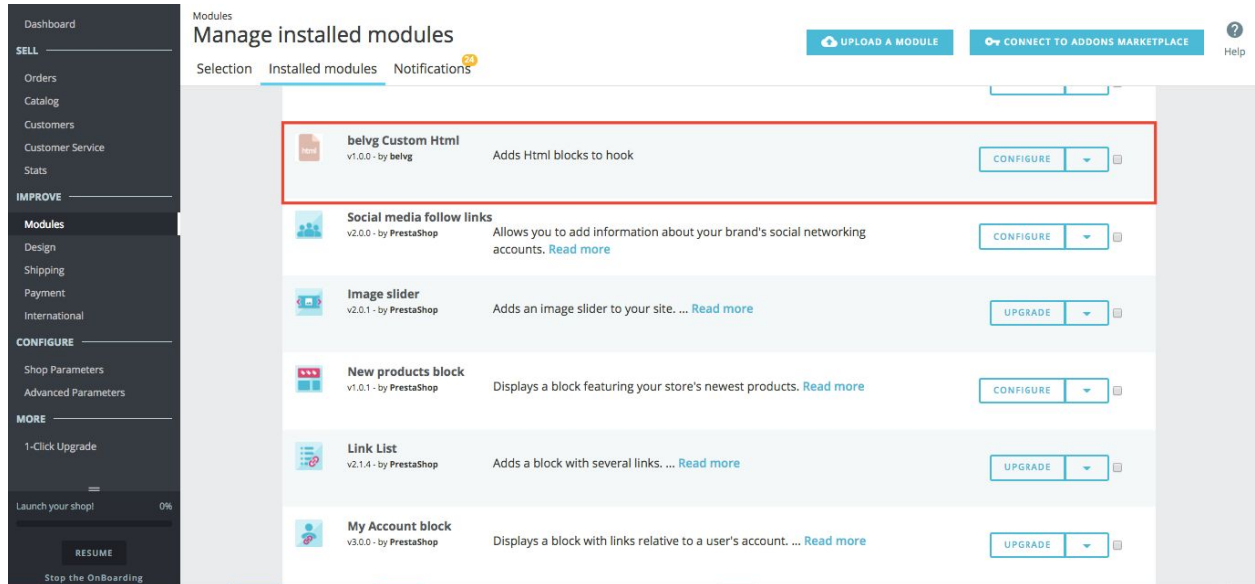 Dashboard
SELL
Orders
Catalog
Customers
Customer Service
Stats
IMPROVE
Modules
Design
Shipping
Payment
International
CONFIGURE
Shop Parameters
Advanced Parameters
MORE
1-Click Upgrade
Launch your shop! 0%
RESUME
Stop the OnBoarding
Modules
Manage installed modules
UPLOAD A MODULE
CONNECT TO ADDONS MARKETPLACE
Help
Selection Installed modules Notifications 24
html
belvg Custom Html
v1.0.0 - by belvg
Adds Html blocks to hook
CONFIGURE
Social media follow links
v2.0.0 - by PrestaShop
Allows you to add information about your brand's social networking
accounts. Read more
CONFIGURE
Image slider
v2.0.1 - by PrestaShop
Adds an image slider to your site. ... Read more
UPGRADE
New products block
v1.0.1 - by PrestaShop
Displays a block featuring your store's newest products. Read more
CONFIGURE
Link List
v2.1.4 - by PrestaShop
Adds a block with several links. ... Read more
UPGRADE
My Account block
v3.0.0 - by PrestaShop
Displays a block with links relative to a user's account. ... Read more
UPGRADE